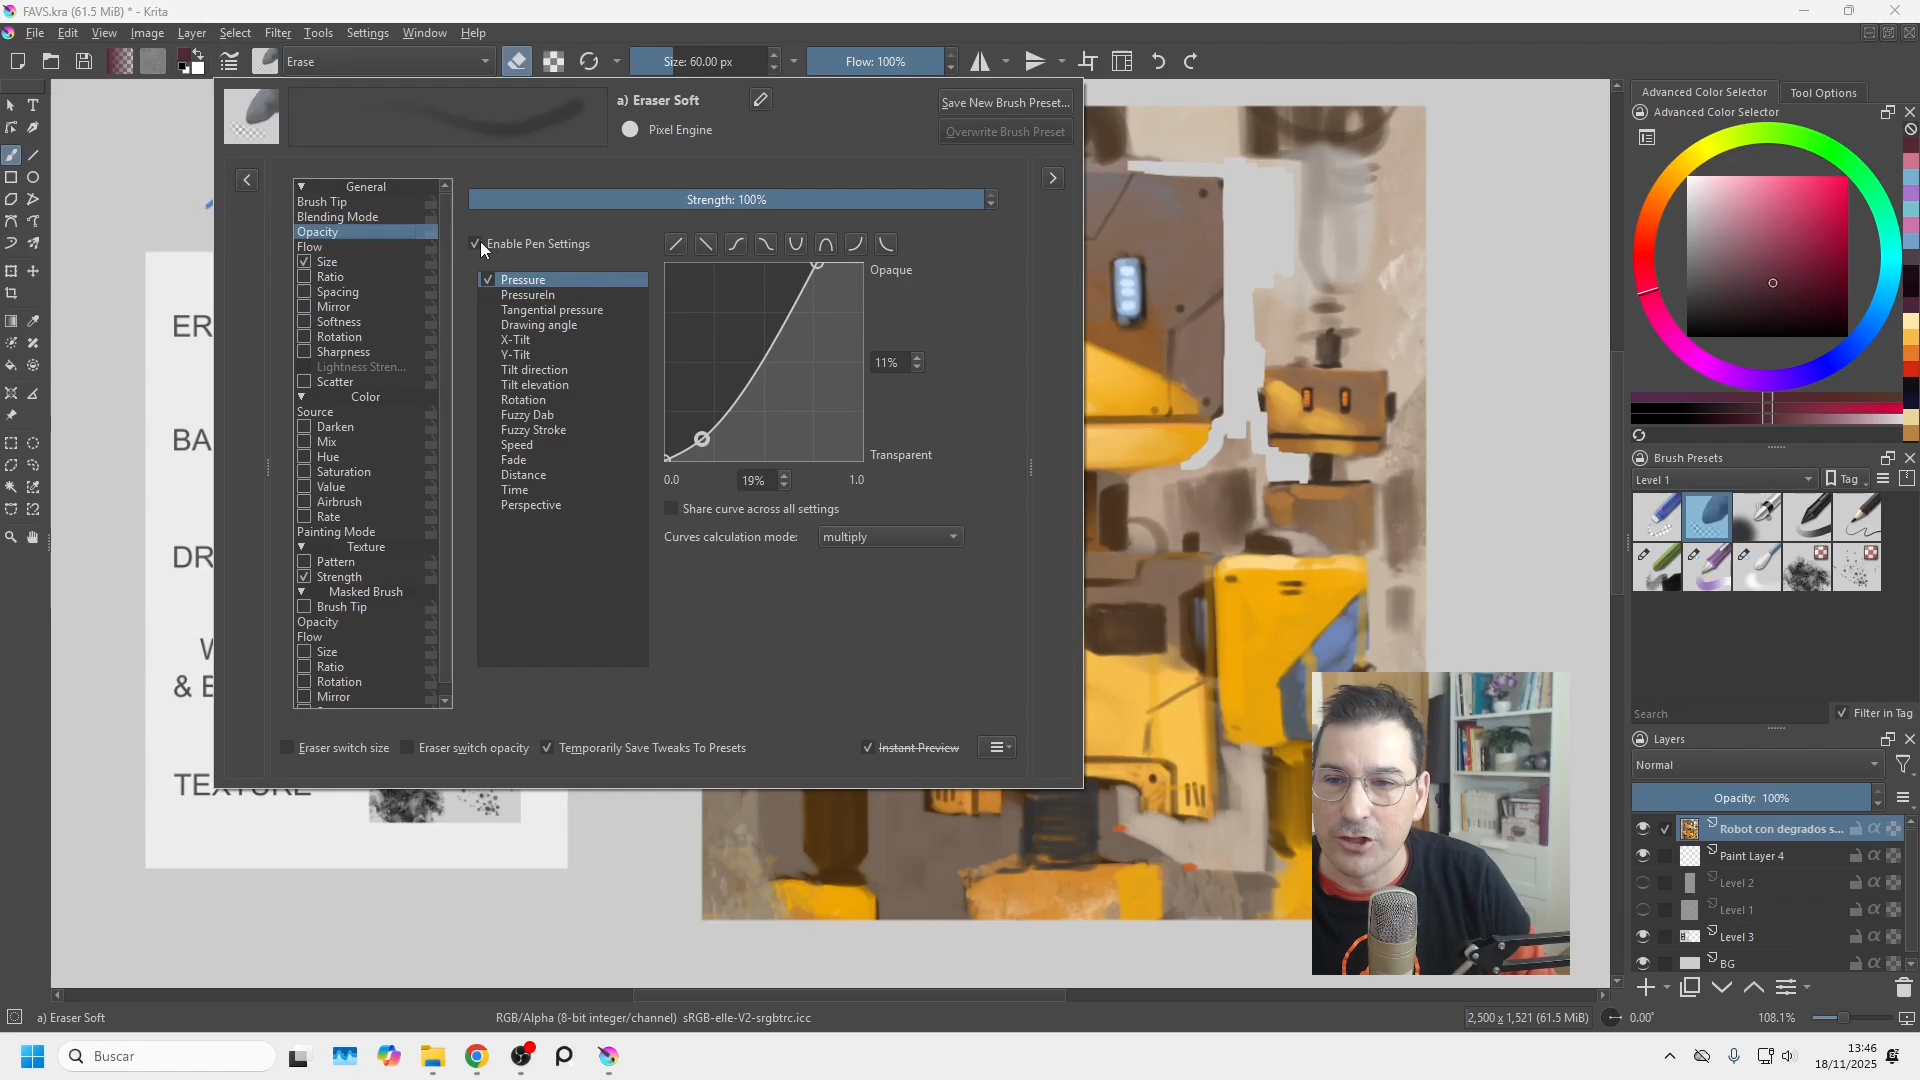 FAVS.kra (61.5 MiB) * - Krita
File Edit View Image Layer Select Filter Tools Settings Window Help
Erase
Size: 60.00 px
Flow: 100%
a) Eraser Soft
Pixel Engine
Save New Brush Preset...
Overwrite Brush Preset
General
Brush Tip
Blending Mode
Opacity
Flow
Size
Ratio
Spacing
Mirror
Softness
Rotation
Sharpness
Lightness Stren...
Scatter
Color
Source
Darken
Mix
Hue
Saturation
Value
Airbrush
Rate
Painting Mode
Texture
Pattern
Strength
Masked Brush
Brush Tip
Opacity
Flow
Size
Ratio
Rotation
Mirror
Strength: 100%
Enable Pen Settings
Pressure
PressureIn
Tangential pressure
Drawing angle
X-Tilt
Y-Tilt
Tilt direction
Tilt elevation
Rotation
Fuzzy Dab
Fuzzy Stroke
Speed
Fade
Distance
Time
Perspective
Opaque
11%
Transparent
0.0
19%
1.0
Share curve across all settings
Curves calculation mode:
multiply
Eraser switch size
Eraser switch opacity
Temporarily Save Tweaks To Presets
Instant Preview
ER
BA
DR
W
& E
TEXTURE
Advanced Color Selector
Tool Options
Advanced Color Selector
Brush Presets
Level 1
Tag
Search
Filter in Tag
Layers
Normal
Opacity: 100%
Robot con degrados s...
Paint Layer 4
Level 2
Level 1
Level 3
BG
a) Eraser Soft
RGB/Alpha (8-bit integer/channel) sRGB-elle-V2-srgbtrc.icc
2,500 x 1,521 (61.5 MiB)
0.00°
108.1%
Buscar
13:46
18/11/2025